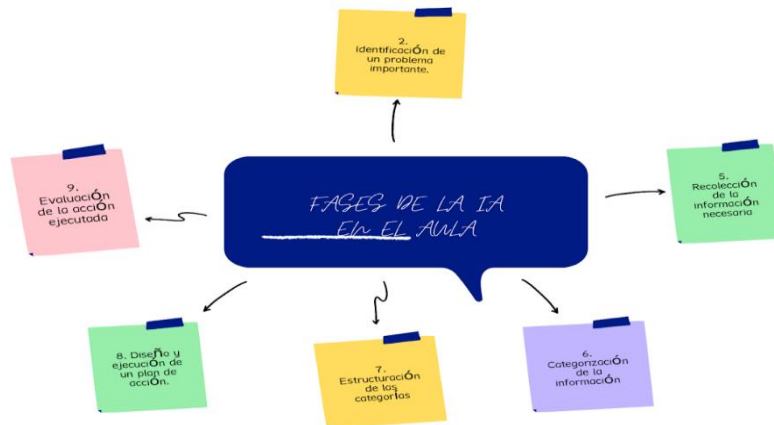 2.
Identificación de
un problema
importante.
FASES DE LA IA
EN EL AULA
9.
Evaluación
de la acción
ejecutada
5.
Recolección
de la
información
necesaria
8. Diseño y
ejecución de
un plan de
acción.
7.
Estructuración
de las
categorías
6.
Categorización
de la
información